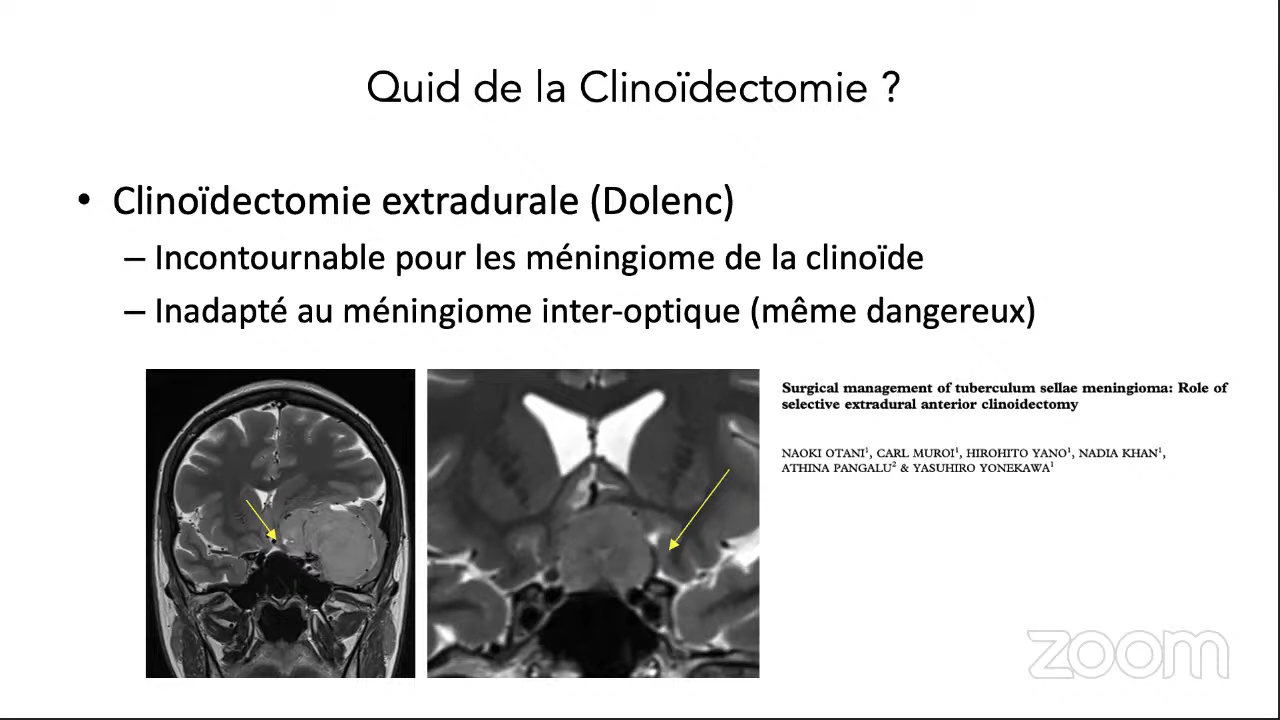 Quid de la Clinoïdectomie ?
• Clinoïdectomie extradurale (Dolenc)
– Incontournable pour les méningiome de la clinoïde
– Inadapté au méningiome inter-optique (même dangereux)
Surgical management of tuberculum sellae meningioma: Role of
selective extradural anterior clinoidectomy
NAOKI OTANI¹, CARL MUROI¹, HIROHITO YANO¹, NADIA KHAN¹,
ATHINA PANGALU² & YASUHIRO YONEKAWA¹
zoom